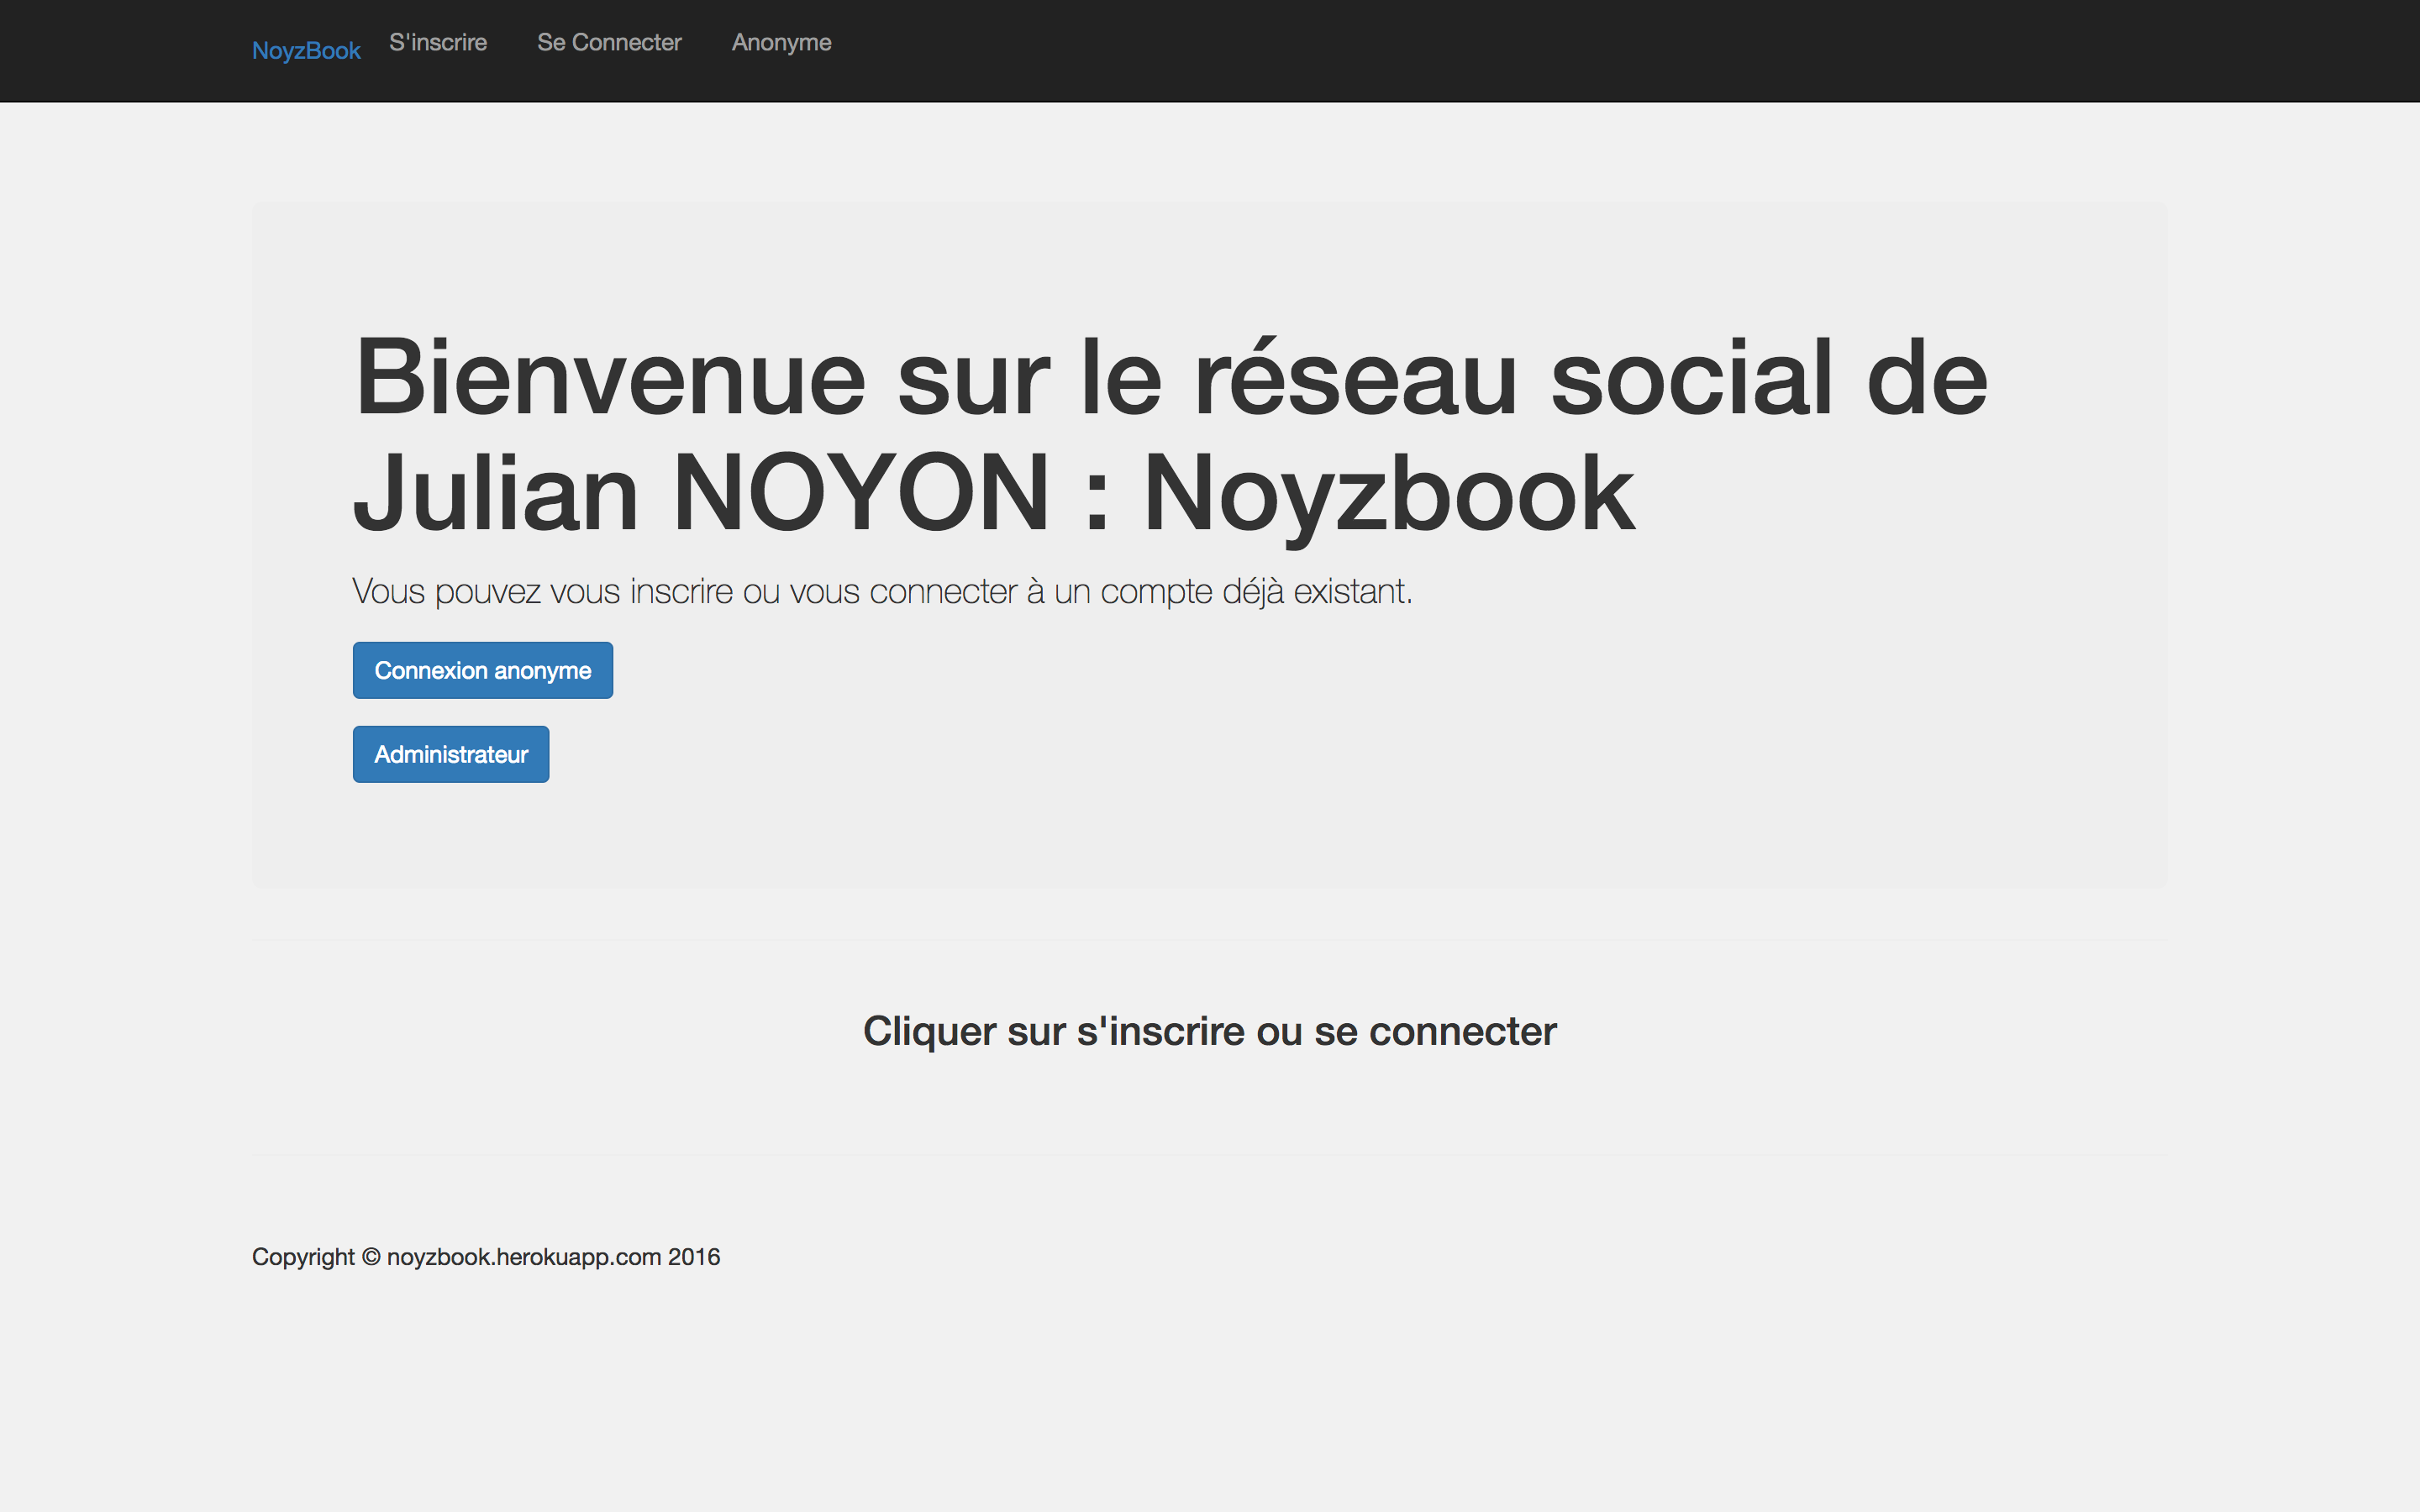 NoyzBook S'inscrire Se Connecter Anonyme
Bienvenue sur le réseau social de
Julian NOYON : Noyzbook
Vous pouvez vous inscrire ou vous connecter à un compte déjà existant.
Connexion anonyme
Administrateur
Cliquer sur s'inscrire ou se connecter
Copyright © noyzbook.herokuapp.com 2016